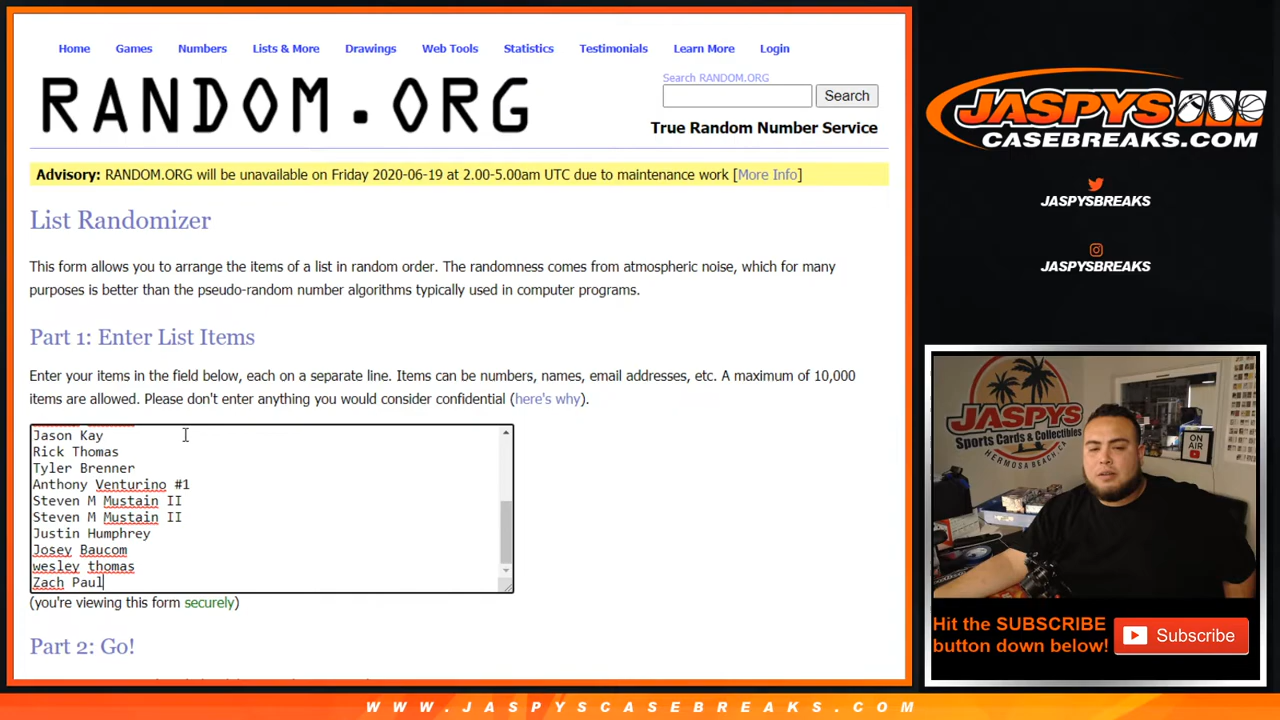 Home Games Numbers Lists & More Drawings Web Tools Statistics Testimonials Learn More Login
RANDOM.ORG
Search RANDOM.ORG
Search
True Random Number Service
Advisory: RANDOM.ORG will be unavailable on Friday 2020-06-19 at 2.00-5.00am UTC due to maintenance work [More Info]
List Randomizer
This form allows you to arrange the items of a list in random order. The randomness comes from atmospheric noise, which for many
purposes is better than the pseudo-random number algorithms typically used in computer programs.
Part 1: Enter List Items
Enter your items in the field below, each on a separate line. Items can be numbers, names, email addresses, etc. A maximum of 10,000
items are allowed. Please don't enter anything you would consider confidential (here's why).
Jason Kay
Rick Thomas
Tyler Brenner
Anthony Venturino #1
Steven M Mustain II
Steven M Mustain II
Justin Humphrey
Josey Baucom
wesley thomas
Zach Paul
(you're viewing this form securely)
Part 2: Go!
JASPYS
CASEBREAKS.COM
JASPYSBREAKS
JASPYSBREAKS
JASPYS
Sports Cards & Collectibles
HERMOSA BEACH, CA
ON AIR
Hit the SUBSCRIBE
button down below!
Subscribe
WWW.JASPYSCASEBREAKS.COM